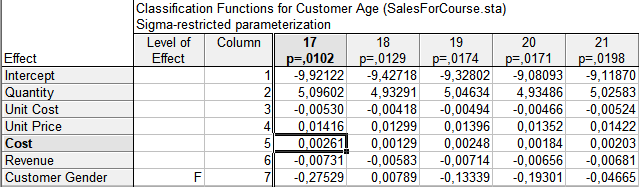 Classification Functions for Customer Age (SalesForCourse.sta)
Sigma-restricted parameterization
Effect Level of Effect Column 17 p=,0102 18 p=,0129 19 p=,0174 20 p=,0171 21 p=,0198
Intercept 1 -9,92122 -9,42718 -9,32802 -9,08093 -9,11870
Quantity 2 5,09602 4,93291 5,04634 4,93486 5,02583
Unit Cost 3 -0,00530 -0,00418 -0,00494 -0,00466 -0,00524
Unit Price 4 0,01416 0,01299 0,01396 0,01352 0,01422
Cost 5 0,00261 0,00129 0,00248 0,00184 0,00203
Revenue 6 -0,00731 -0,00583 -0,00714 -0,00656 -0,00681
Customer Gender F 7 -0,27529 0,00789 -0,13339 -0,19301 -0,04665